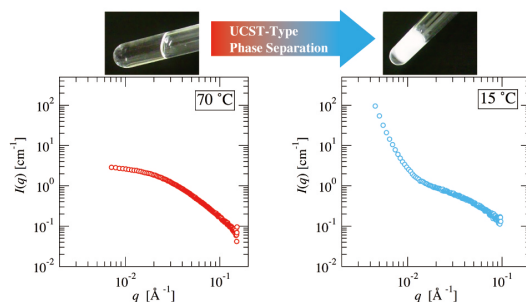 UCST-Type
Phase Separation
70 °C
I(q) [cm⁻¹]
10²
10¹
10⁰
10⁻¹
10⁻²
10⁻²
10⁻¹
q [Å⁻¹]
15 °C
I(q) [cm⁻¹]
10²
10¹
10⁰
10⁻¹
10⁻²
10⁻²
10⁻¹
q [Å⁻¹]